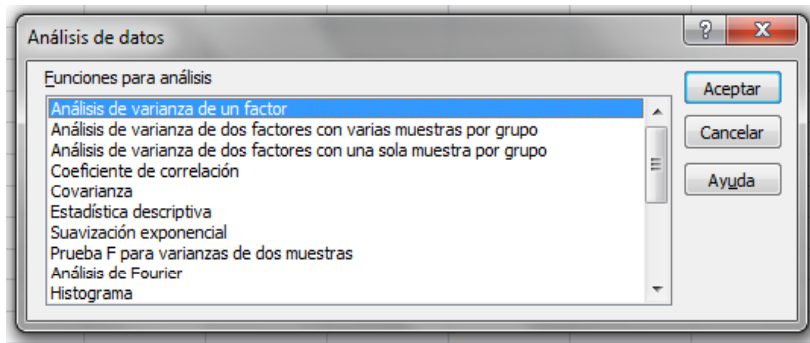 Análisis de datos
Funciones para análisis
Análisis de varianza de un factor
Análisis de varianza de dos factores con varias muestras por grupo
Análisis de varianza de dos factores con una sola muestra por grupo
Coeficiente de correlación
Covarianza
Estadística descriptiva
Suavización exponencial
Prueba F para varianzas de dos muestras
Análisis de Fourier
Histograma
Aceptar
Cancelar
Ayuda